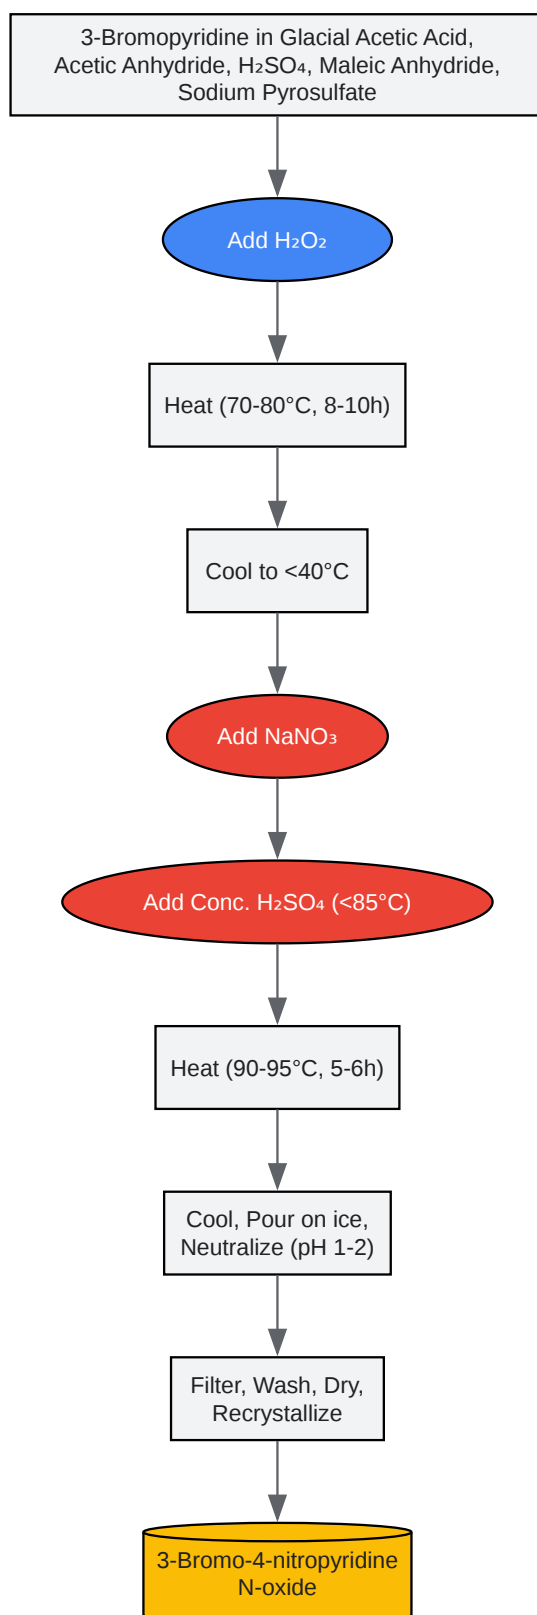 3-Bromopyridine in Glacial Acetic Acid,
Acetic Anhydride, H₂SO₄, Maleic Anhydride,
Sodium Pyrosulfate
Add H₂O₂
Heat (70-80°C, 8-10h)
Cool to <40°C
Add NaNO₃
Add Conc. H₂SO₄ (<85°C)
Heat (90-95°C, 5-6h)
Cool, Pour on ice,
Neutralize (pH 1-2)
Filter, Wash, Dry,
Recrystallize
3-Bromo-4-nitropyridine
N-oxide